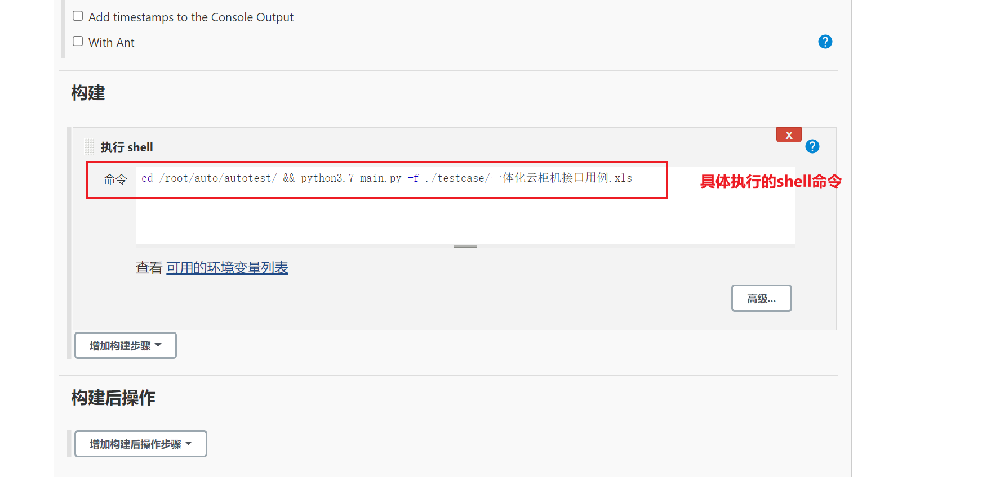 Add timestamps to the Console Output
With Ant
?
构建
X
执行 shell
?
命令
cd /root/auto/autotest/ && python3.7 main.py -f ./testcase/一体化云柜机接口用例.xls
具体执行的shell命令
查看 可用的环境变量列表
高级...
增加构建步骤
构建后操作
增加构建后操作步骤